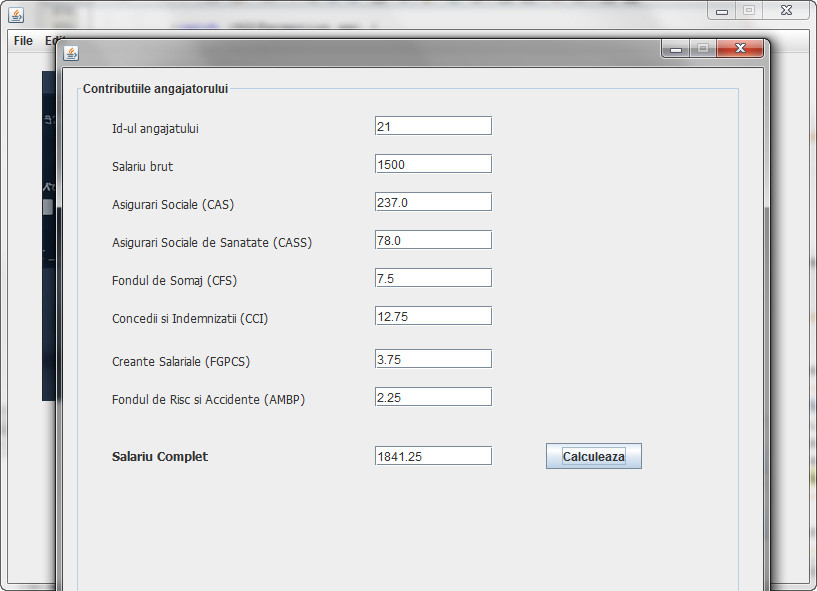 File
Contributiile angajatorului
Id-ul angajatului 21
Salariu brut 1500
Asigurari Sociale (CAS) 237.0
Asigurari Sociale de Sanatate (CASS) 78.0
Fondul de Somaj (CFS) 7.5
Concedii si Indemnizatii (CCI) 12.75
Creante Salariale (FGPCS) 3.75
Fondul de Risc si Accidente (AMBP) 2.25
Salariu Complet 1841.25 Calculeaza